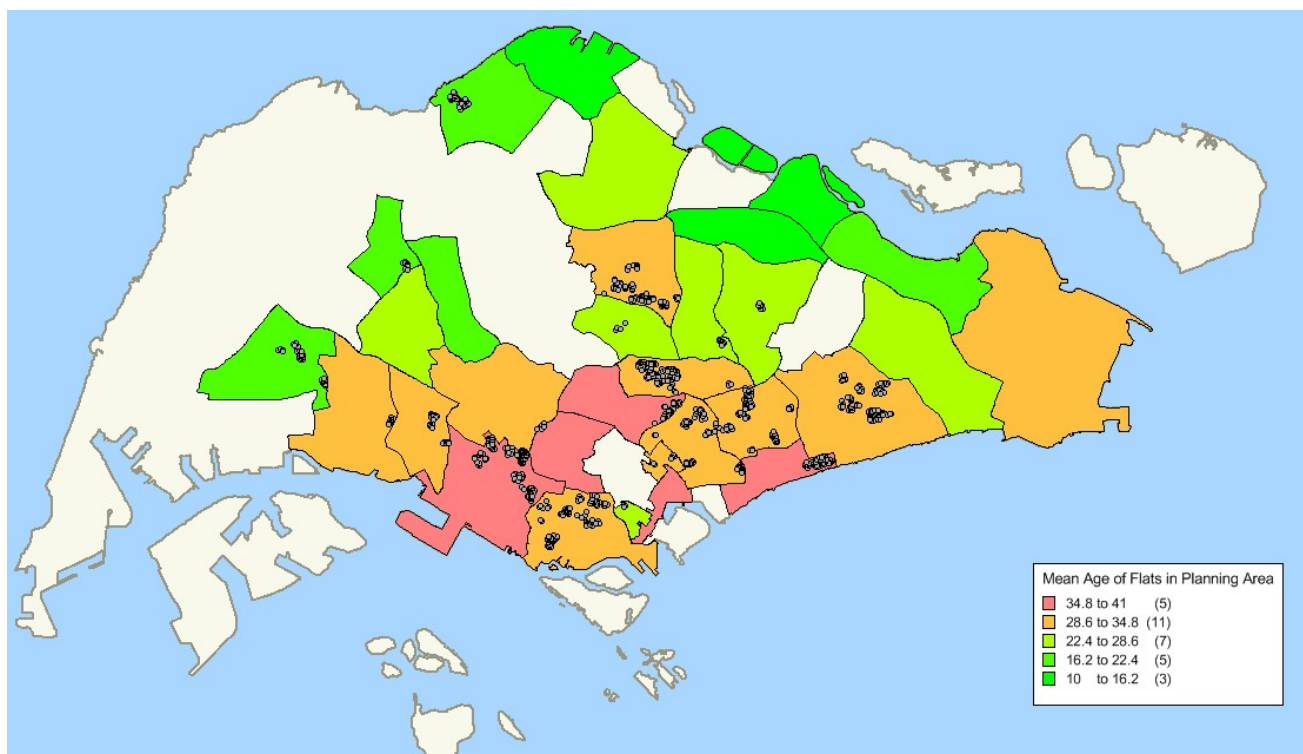 Mean Age of Flats in Planning Area
34.8 to 41 (5)
28.6 to 34.8 (11)
22.4 to 28.6 (7)
16.2 to 22.4 (5)
10 to 16.2 (3)